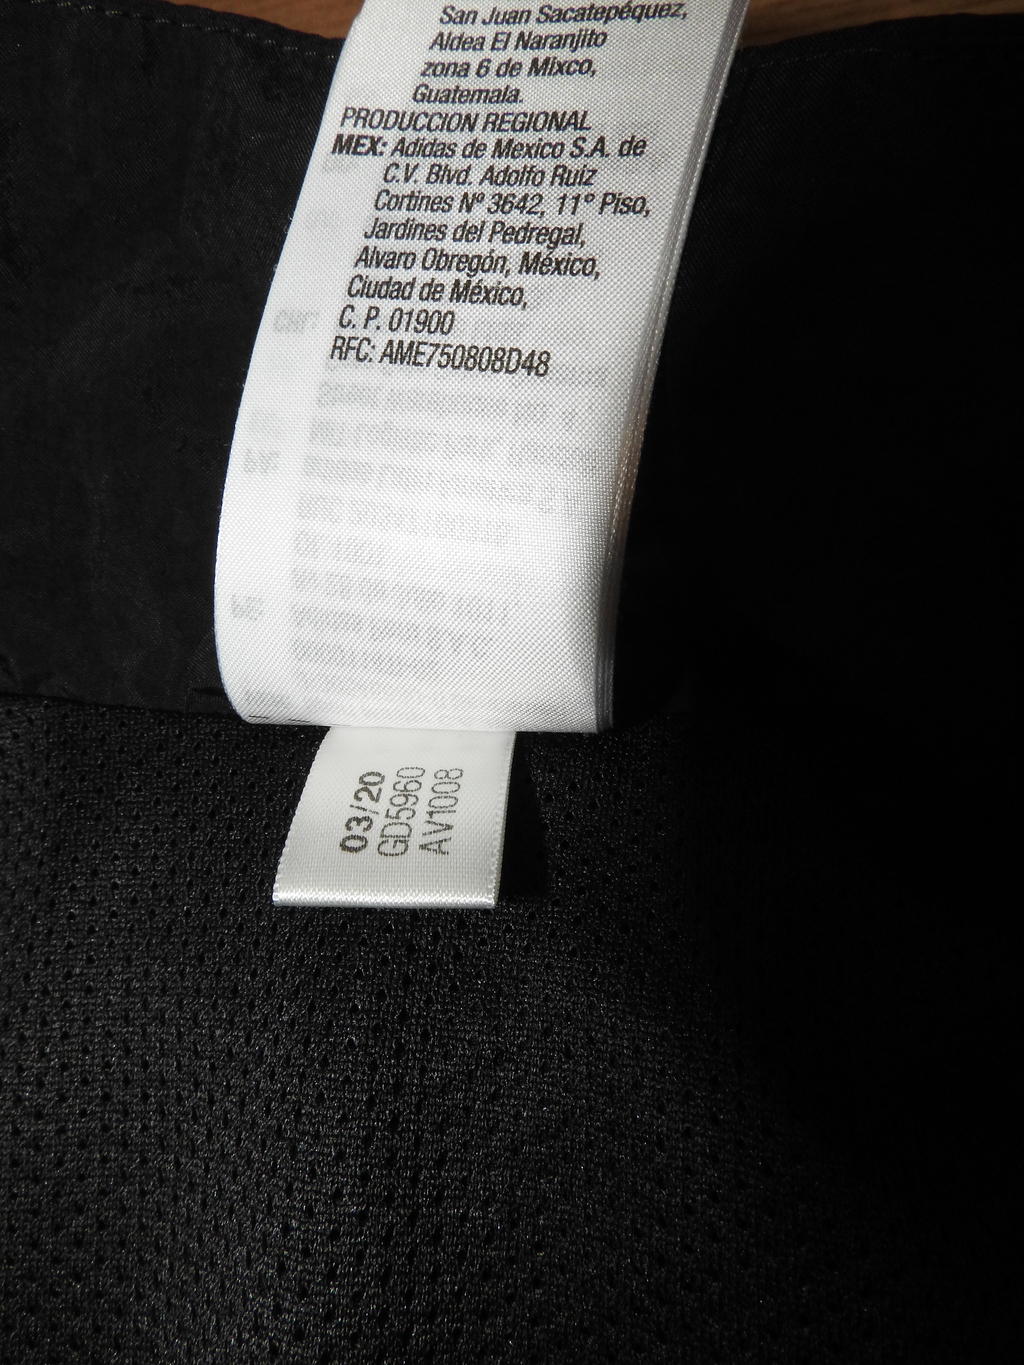 San Juan Sacatepéquez,
Aldea El Naranjito
zona 6 de Mixco,
Guatemala.
PRODUCCION REGIONAL
MEX: Adidas de Mexico S.A. de
C.V. Blvd. Adolfo Ruiz
Cortines Nº 3642, 11° Piso,
Jardines del Pedregal,
Alvaro Obregón, México,
Ciudad de México,
C. P. 01900
RFC: AME750808D48
03/20
GD5960
AV1008